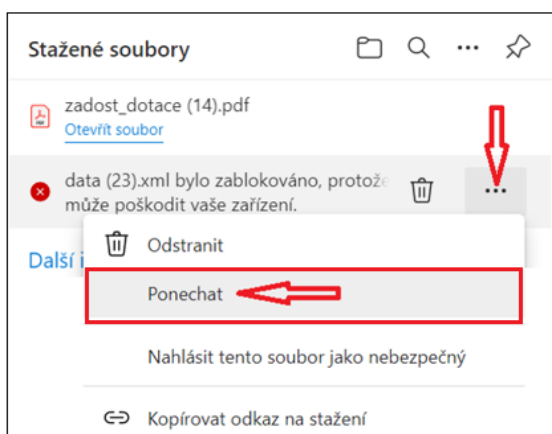 Stažené soubory
zadost_dotace (14).pdf
Otevřít soubor
data (23).xml bylo zablokováno, protože
může poškodit vaše zařízení.
Odstranit
Další i
Ponechat
Nahlásit tento soubor jako nebezpečný
Kopírovat odkaz na stažení